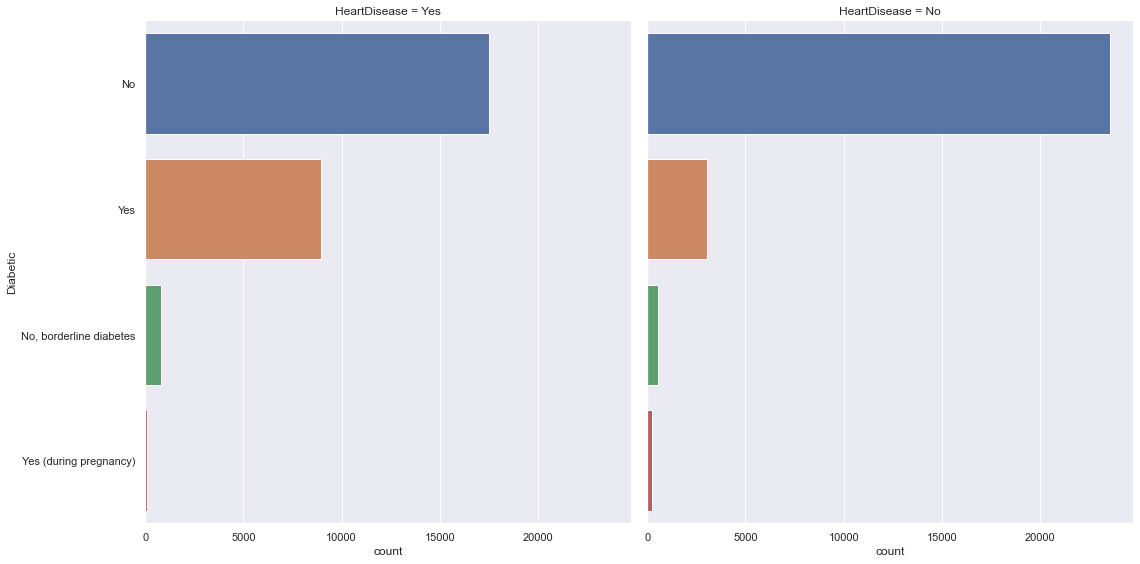 HeartDisease = Yes
HeartDisease = No
Diabetic
No
Yes
No, borderline diabetes
Yes (during pregnancy)
0 5000 10000 15000 20000
0 5000 10000 15000 20000
count
count